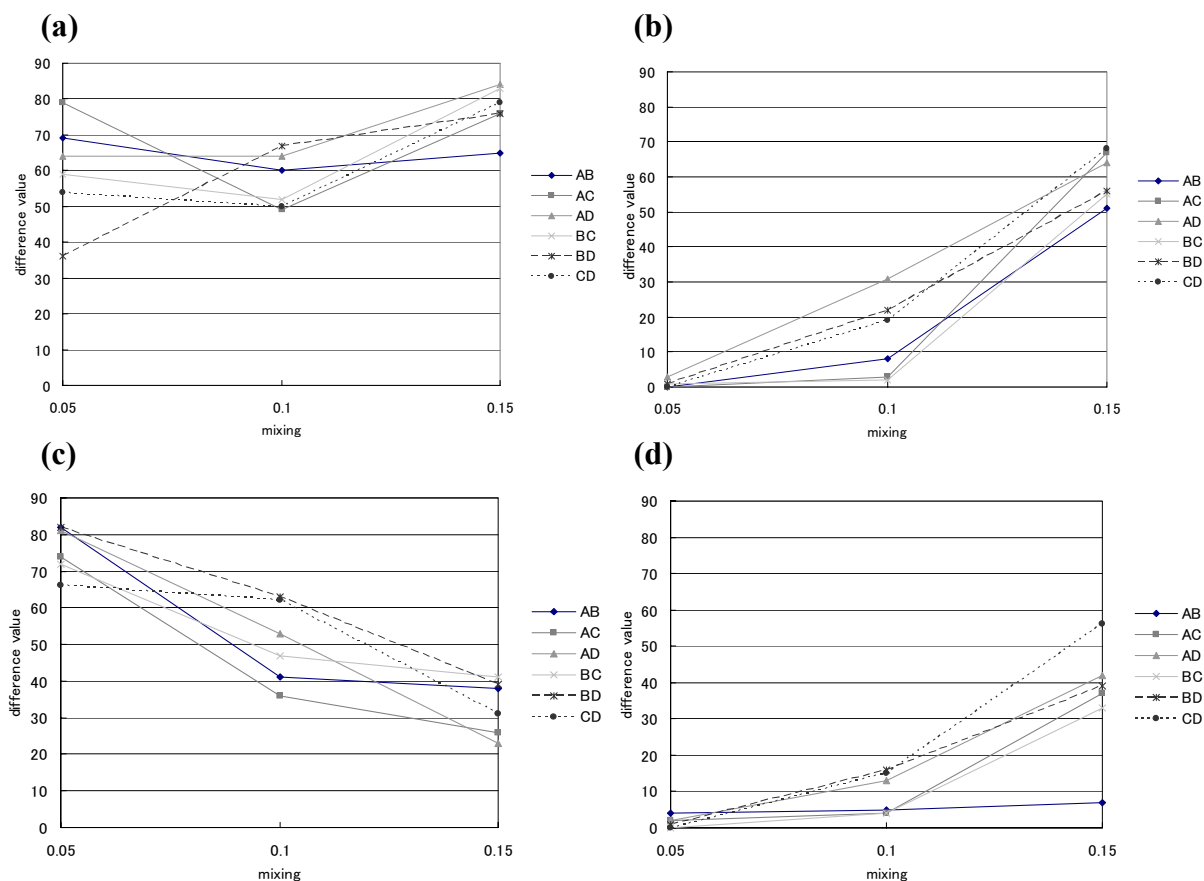 (a)
90
80
70
60
50
40
30
20
10
0
difference value
0.05 0.1 0.15
mixing
AB
AC
AD
BC
BD
CD
(b)
90
80
70
60
50
40
30
20
10
0
difference value
0.05 0.1 0.15
mixing
AB
AC
AD
BC
BD
CD
(c)
90
80
70
60
50
40
30
20
10
0
difference value
0.05 0.1 0.15
mixing
AB
AC
AD
BC
BD
CD
(d)
90
80
70
60
50
40
30
20
10
0
difference value
0.05 0.1 0.15
mixing
AB
AC
AD
BC
BD
CD